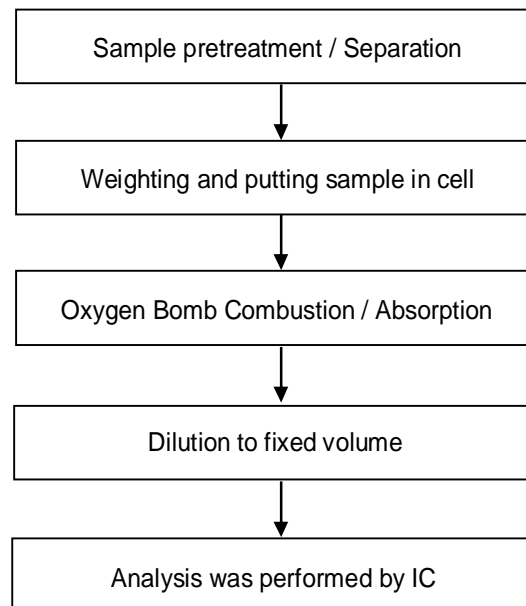 Sample pretreatment / Separation
Weighting and putting sample in cell
Oxygen Bomb Combustion / Absorption
Dilution to fixed volume
Analysis was performed by IC